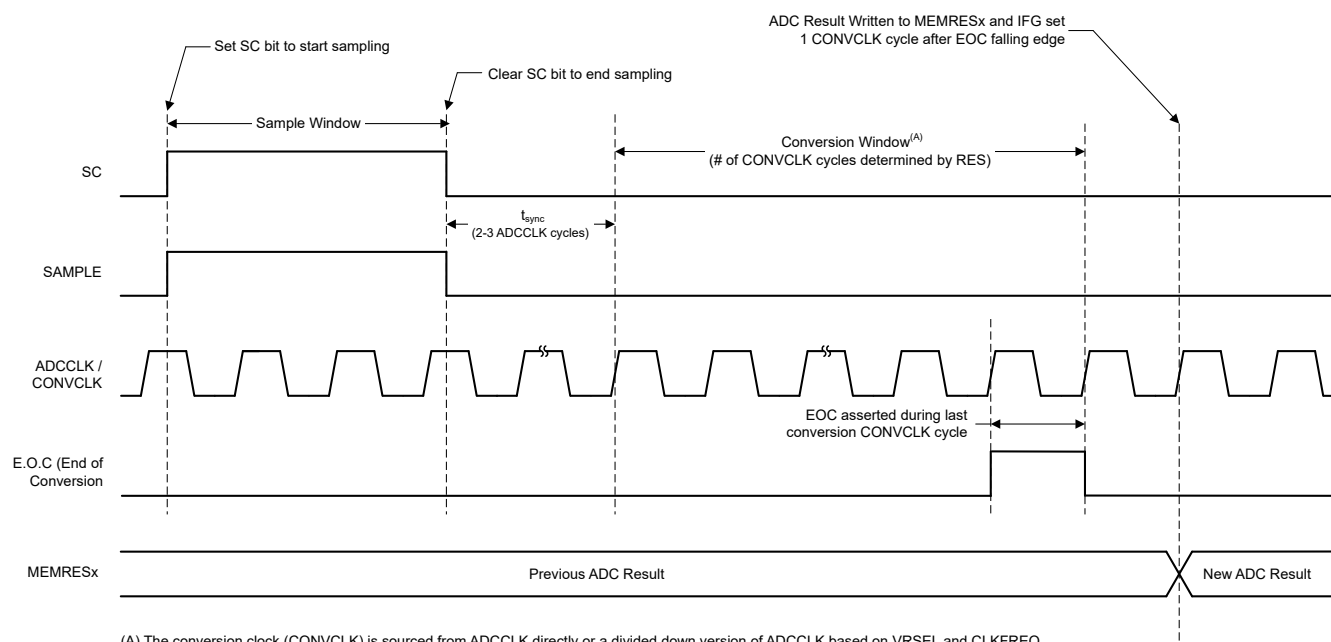 ADC Result Written to MEMRESx and IFG set
1 CONVCLK cycle after EOC falling edge
Set SC bit to start sampling
Clear SC bit to end sampling
Sample Window
Conversion Window(A)
(# of CONVCLK cycles determined by RES)
SC
tsync
(2-3 ADCCLK cycles)
SAMPLE
ADCCLK /
CONVCLK
EOC asserted during last
conversion CONVCLK cycle
E.O.C (End of
Conversion
MEMRESx
Previous ADC Result
New ADC Result
(A) The conversion clock (CONVCLK) is sourced from ADCCLK directly or a divided down version of ADCCLK based on VRSEL and CLKFREQ